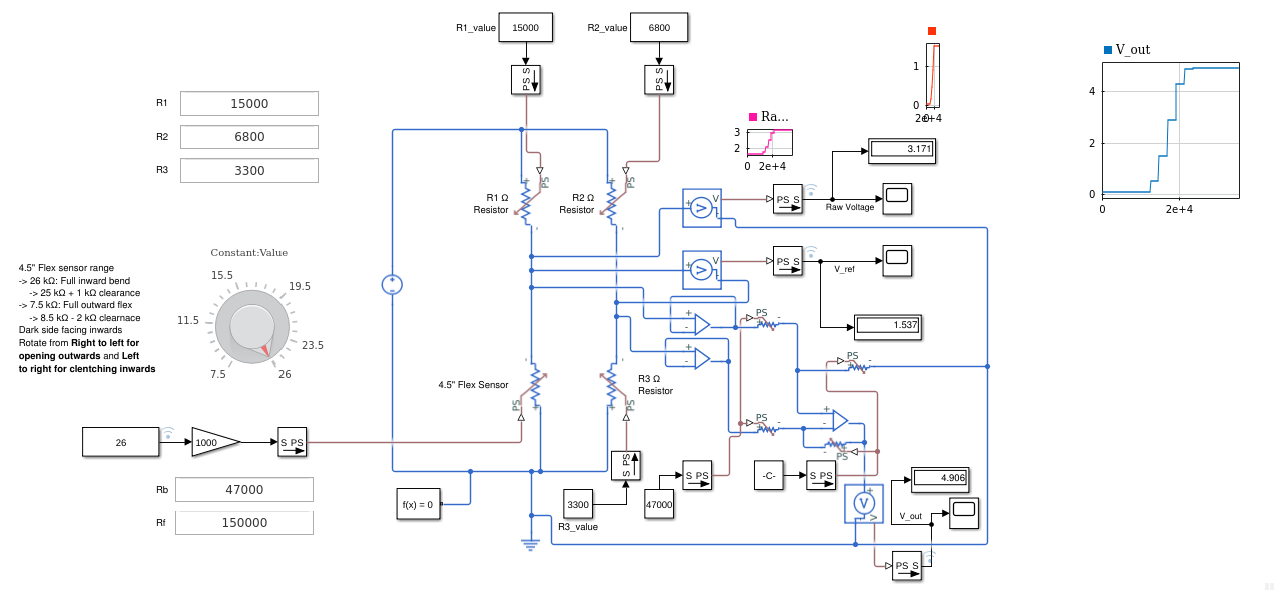 R1_value
15000
R2_value
6800
PS S
PS S
V_out
4
2
0
0
2e+4
1
0
2e+4
Ra...
3
2
0
2e+4
R1
15000
R2
6800
R3
3300
3.171
PS
PS
R1 Ω
Resistor
R2 Ω
Resistor
V
PS S
Raw Voltage
V
PS S
V_ref
1.537
Constant:Value
7.5
11.5
15.5
19.5
23.5
26
4.5" Flex sensor range
-> 26 kΩ: Full inward bend
-> 25 kΩ + 1 kΩ clearance
-> 7.5 kΩ: Full outward flex
-> 8.5 kΩ - 2 kΩ clearnace
Dark side facing inwards
Rotate from Right to left for
opening outwards and Left
to right for clentching inwards
PS
PS
4.5" Flex Sensor
R3 Ω
Resistor
PS
PS
PS
PS
26
1000
S PS
S PS
Rb
47000
Rf
150000
f(x) = 0
3300
R3_value
47000
S PS
-C-
S PS
V
V
4.906
V_out
PS S